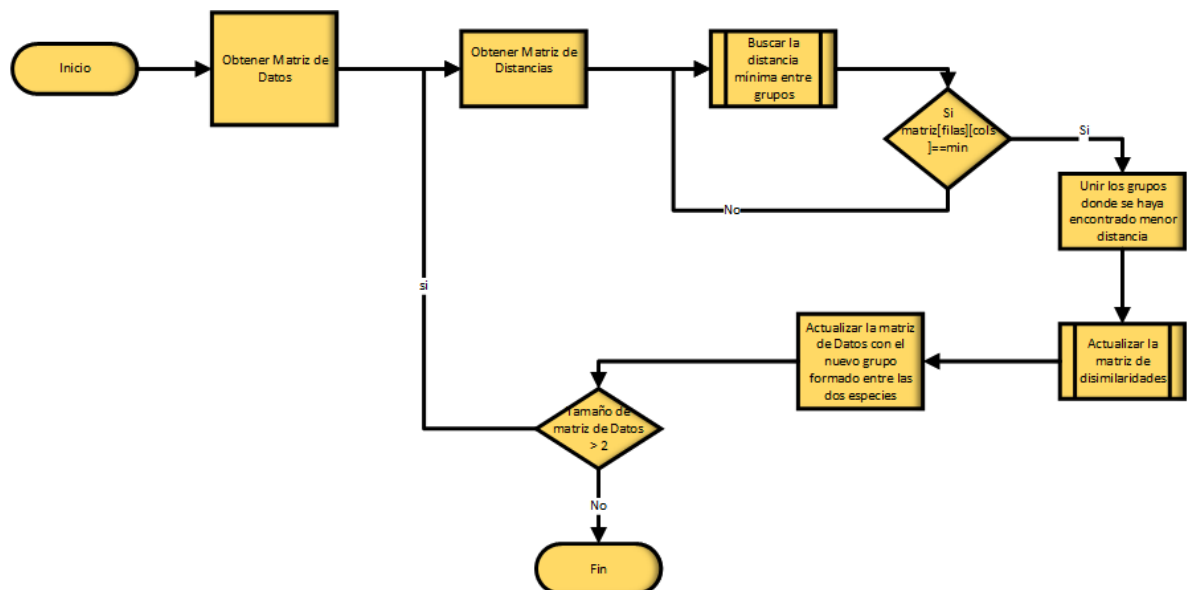 Inicio
Obtener Matriz de
Datos
Obtener Matriz de
Distancias
Buscar la
distancia
mínima entre
grupos
Si
matriz[filas][cols
]==min
Si
No
Unir los grupos
donde se haya
encontrado menor
distancia
Actualizar la
matriz de
disimilaridades
Actualizar la matriz
de Datos con el
nuevo grupo
formado entre las
dos especies
Tamaño de
matriz de Datos
> 2
si
No
Fin